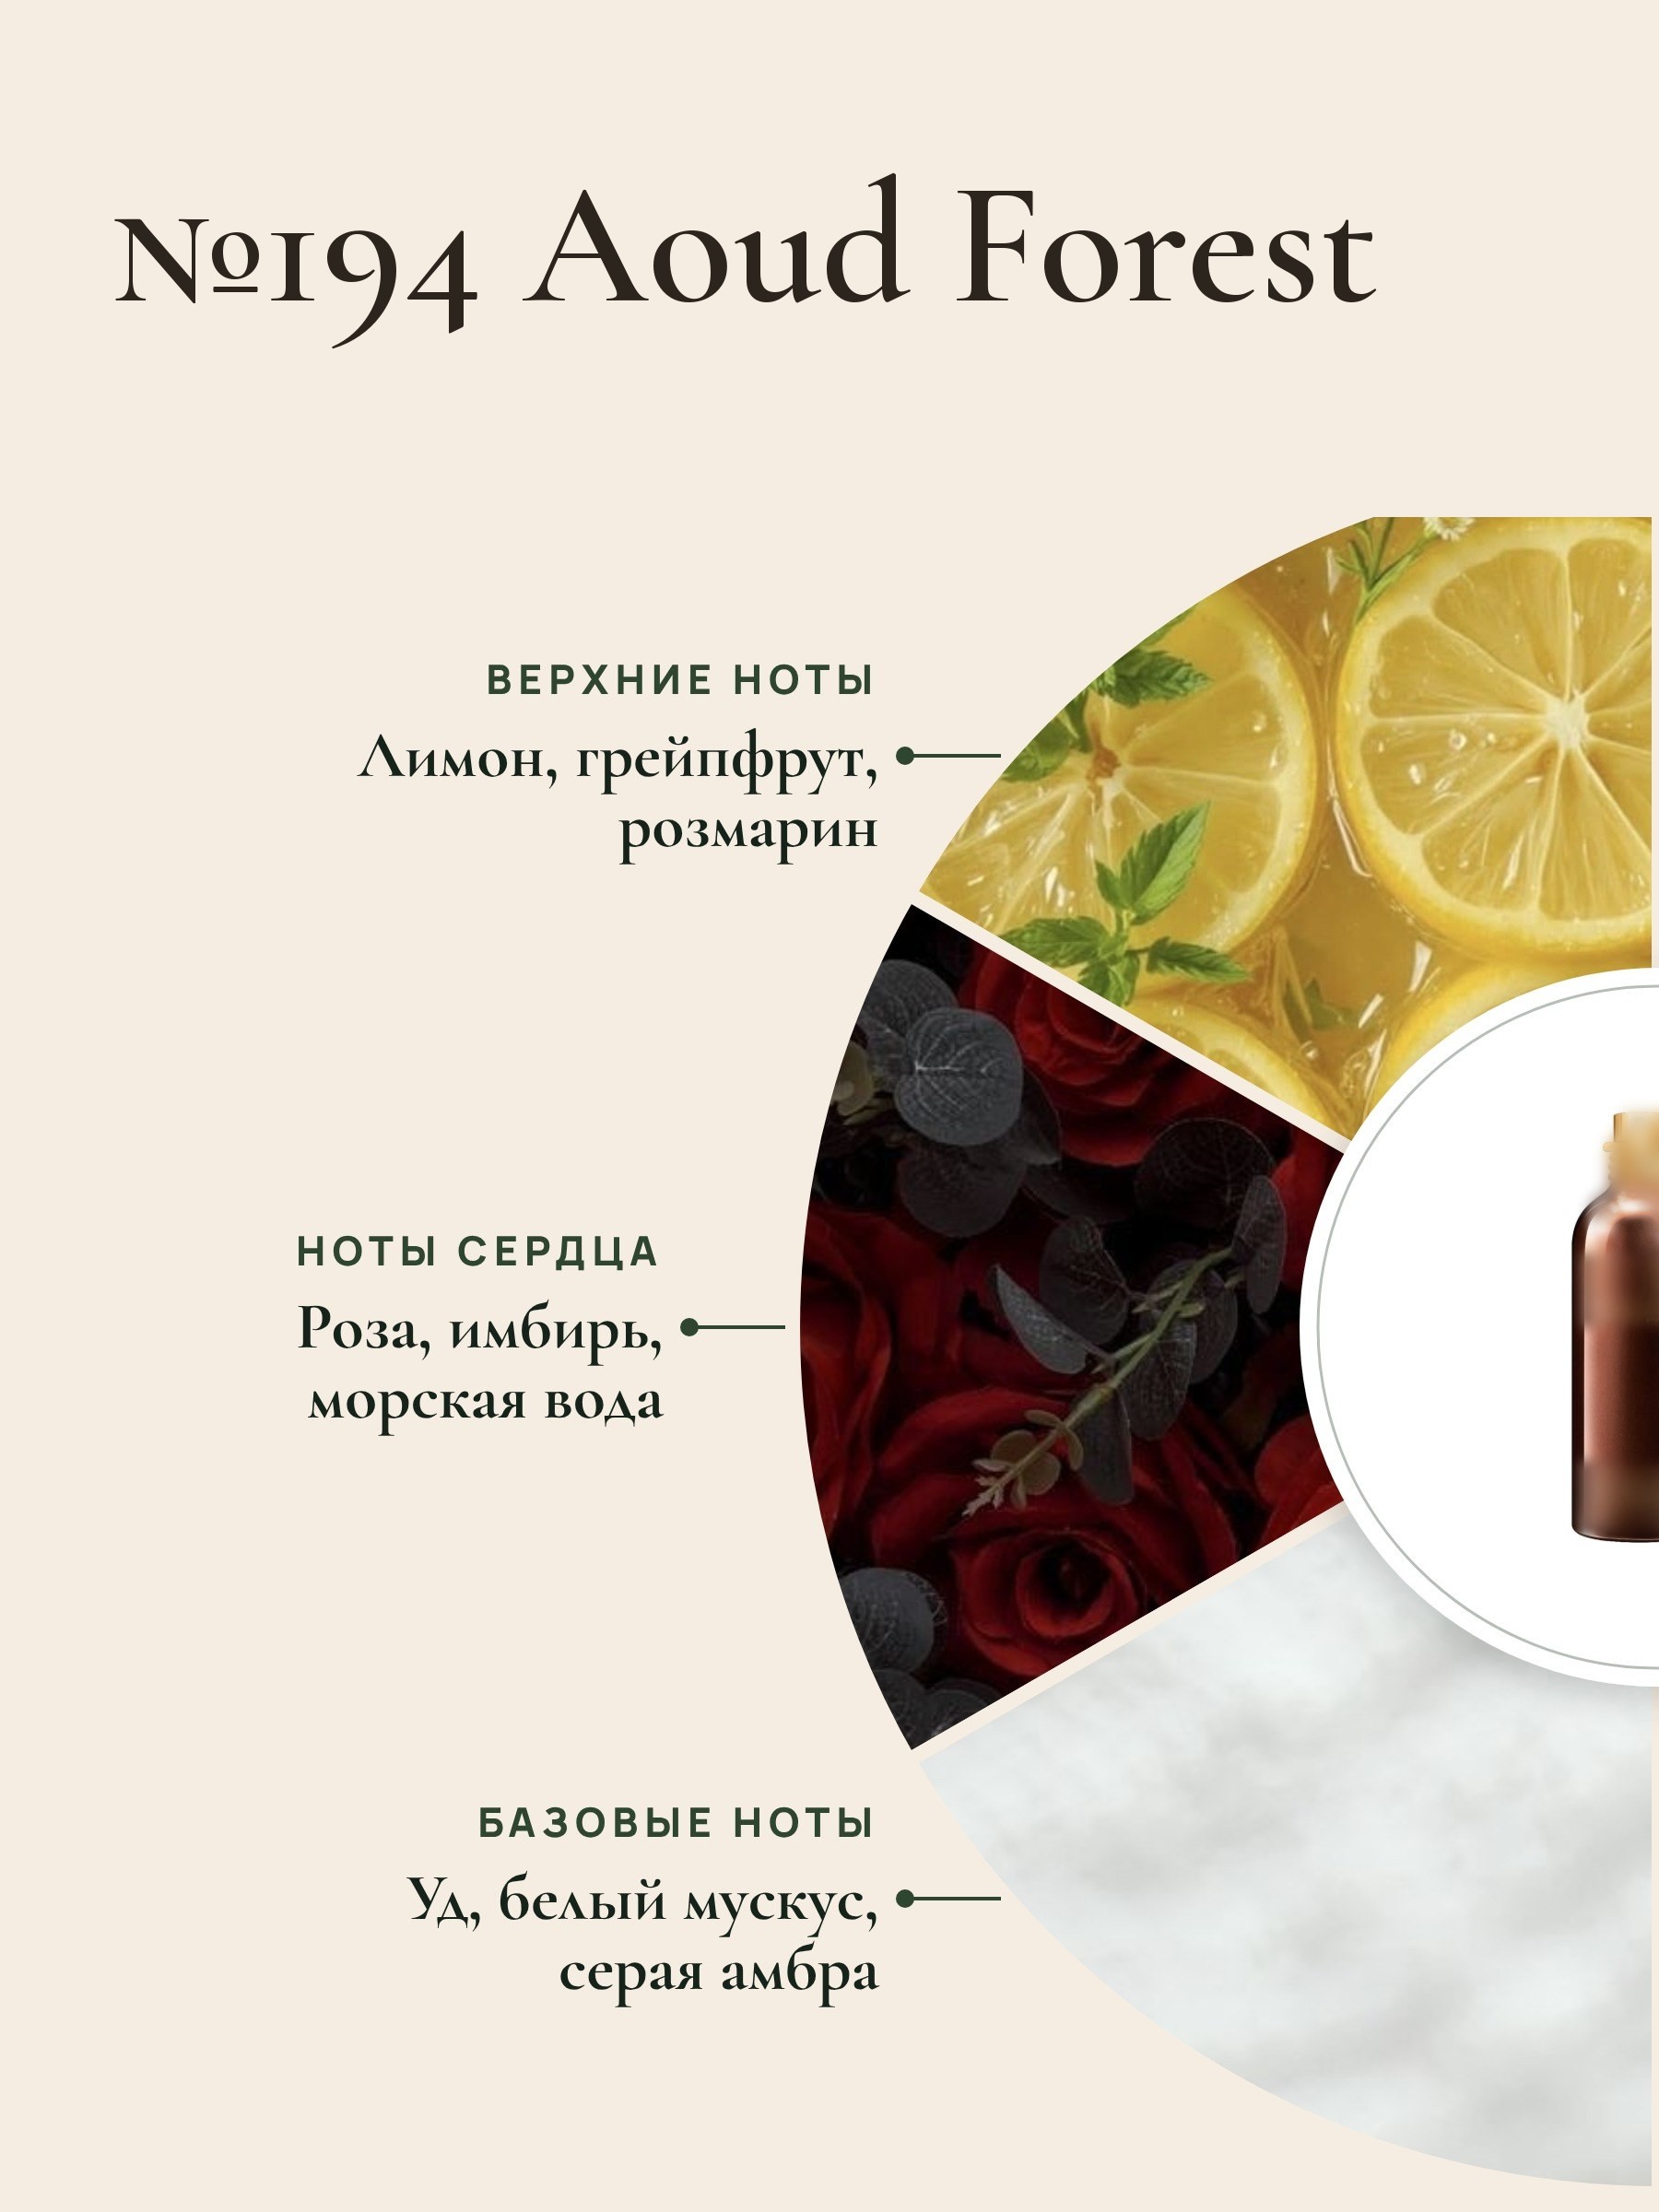 №194 Aoud Forest
ВЕРХНИЕ НОТЫ
Лимон, грейпфрут,
розмарин
НОТЫ СЕРДЦА
Роза, имбирь,
морская вода
БАЗОВЫЕ НОТЫ
Уд, белый мускус,
серая амбра